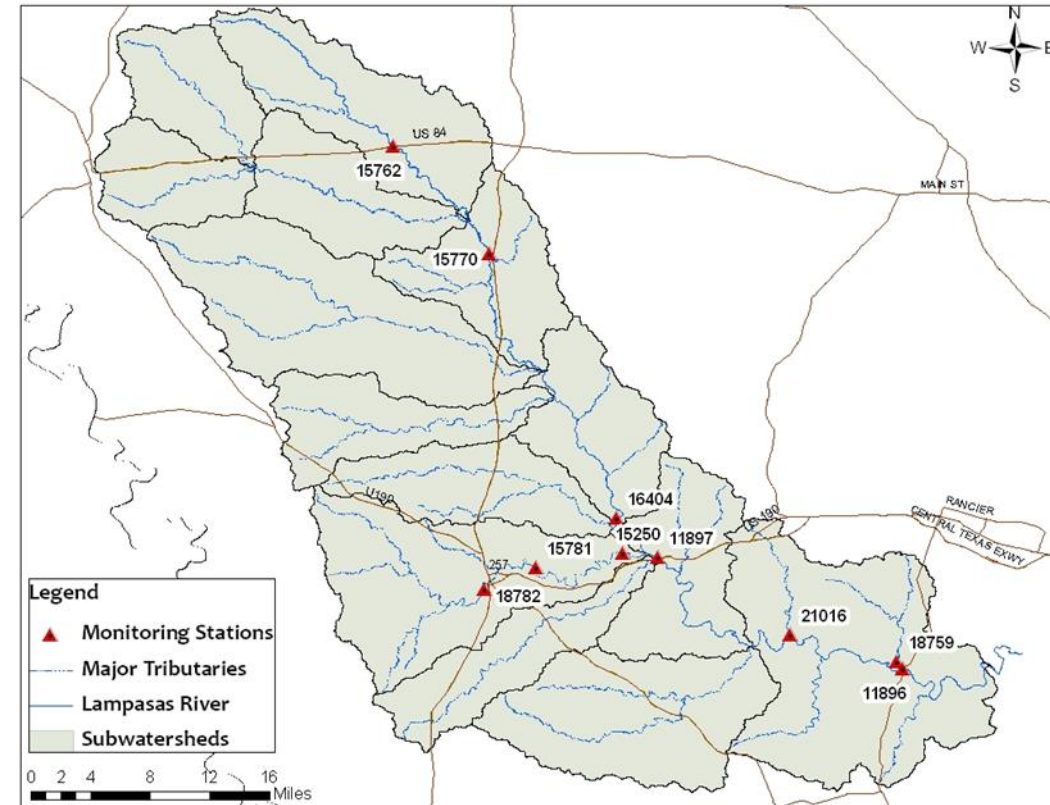 N
W E
S
US 84
15762
MAIN ST
15770
U190
16404
15250
11897
US 190
RANCIER
CENTRAL TEXAS EXWY
15781
257
18782
21016
18759
11896
Legend
Monitoring Stations
Major Tributaries
Lampasas River
Subwatersheds
0 2 4 8 12 16
Miles